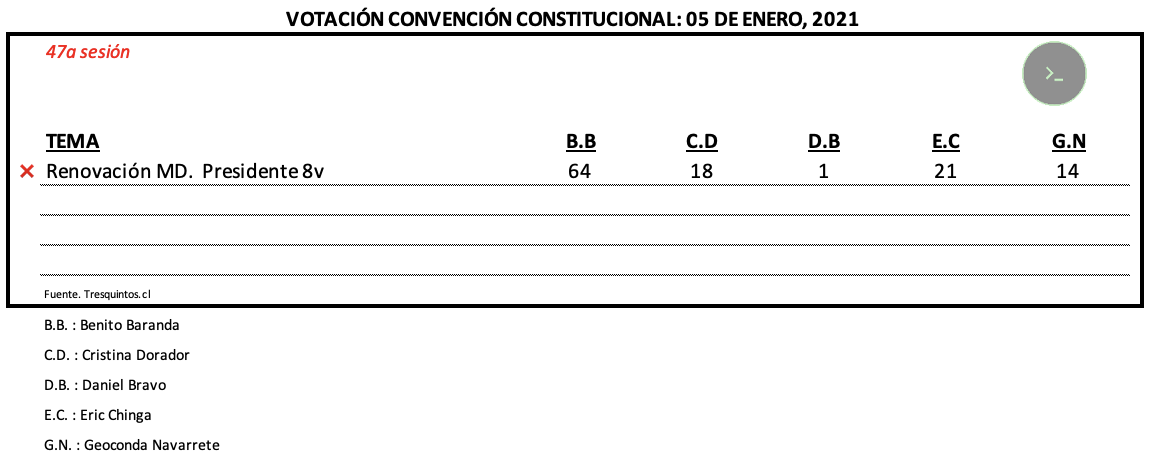 VOTACIÓN CONVENCIÓN CONSTITUCIONAL: 05 DE ENERO, 2021
47a sesión
>_
TEMA B.B C.D D.B E.C G.N
× Renovación MD. Presidente 8v 64 18 1 21 14
Fuente. Tresquintos.cl
B.B. : Benito Baranda
C.D. : Cristina Dorador
D.B. : Daniel Bravo
E.C. : Eric Chinga
G.N. : Geoconda Navarrete